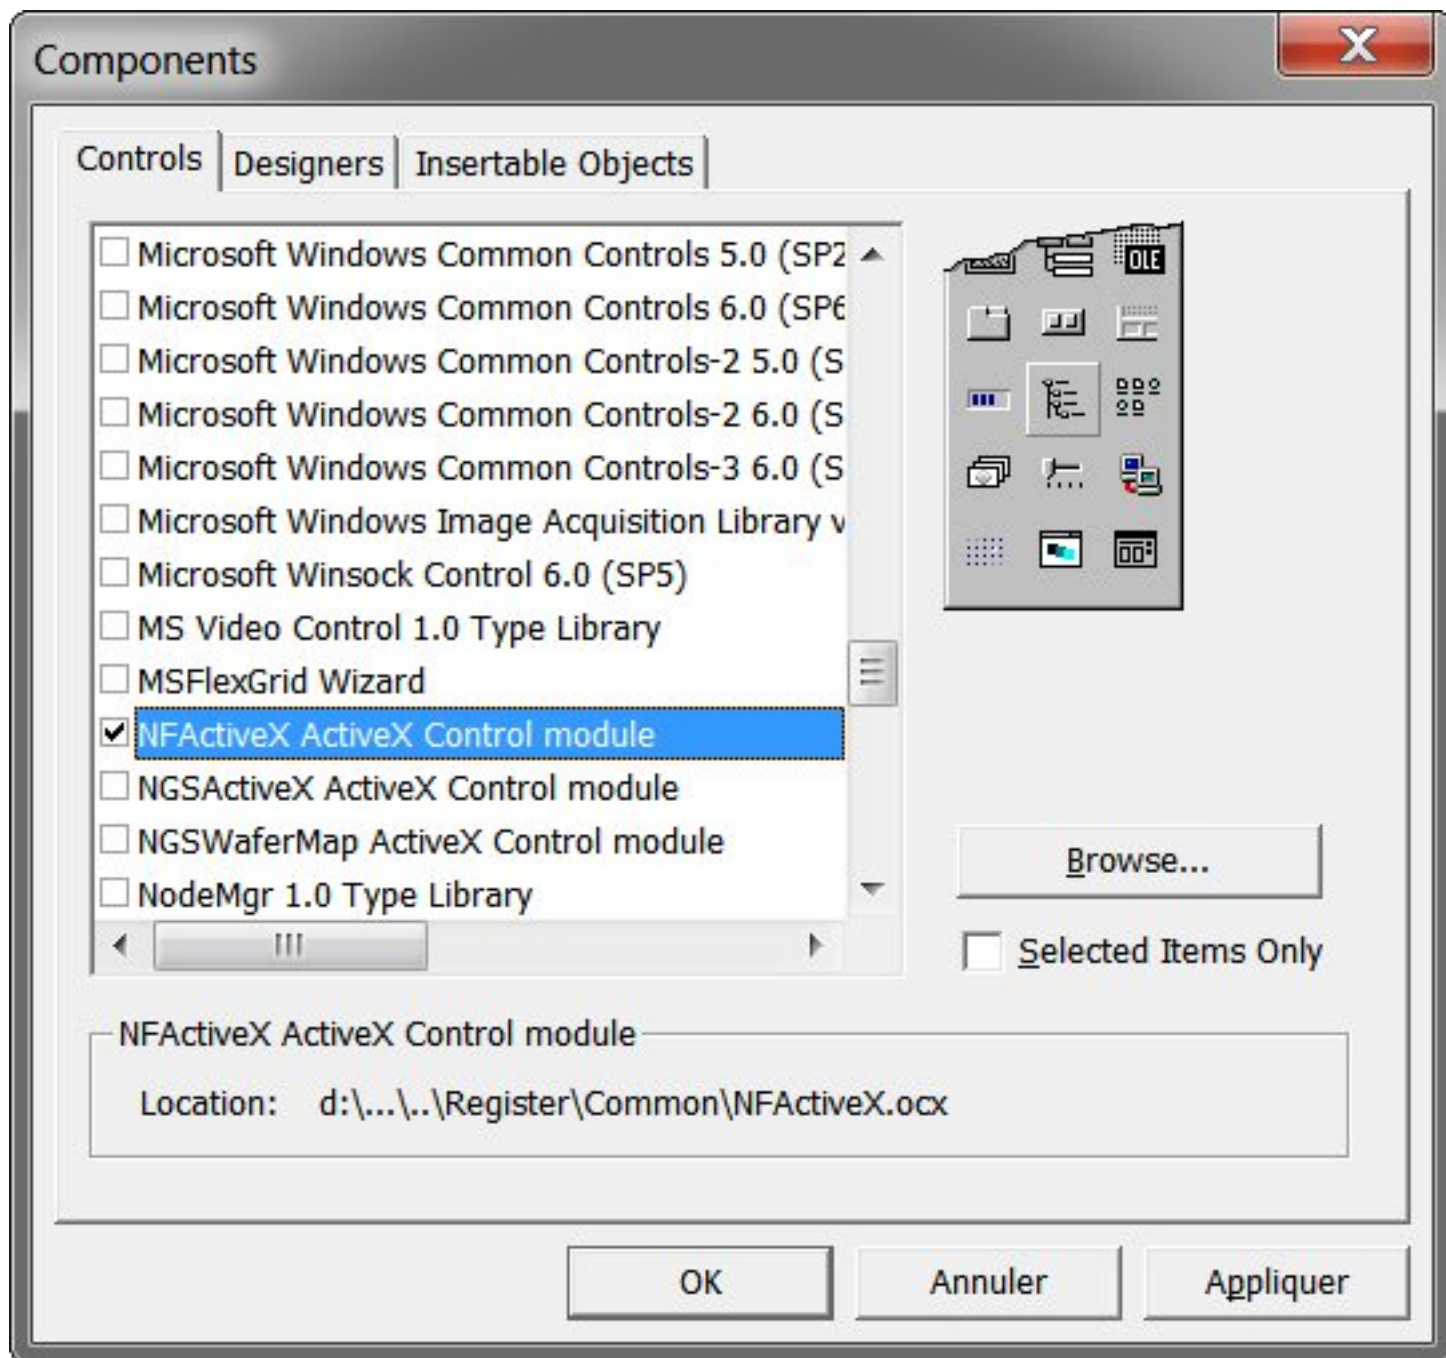 Components
Controls Designers Insertable Objects
Microsoft Windows Common Controls 5.0 (SP2
Microsoft Windows Common Controls 6.0 (SP6
Microsoft Windows Common Controls-2 5.0 (S
Microsoft Windows Common Controls-2 6.0 (S
Microsoft Windows Common Controls-3 6.0 (S
Microsoft Windows Image Acquisition Library v
Microsoft Winsock Control 6.0 (SP5)
MS Video Control 1.0 Type Library
MSFlexGrid Wizard
NFActiveX ActiveX Control module
NGSActiveX ActiveX Control module
NGSWaferMap ActiveX Control module
NodeMgr 1.0 Type Library
OLE
Browse...
Selected Items Only
NFActiveX ActiveX Control module
Location: d:\...\..\Register\Common\NFActiveX.ocx
OK Annuler Appliquer